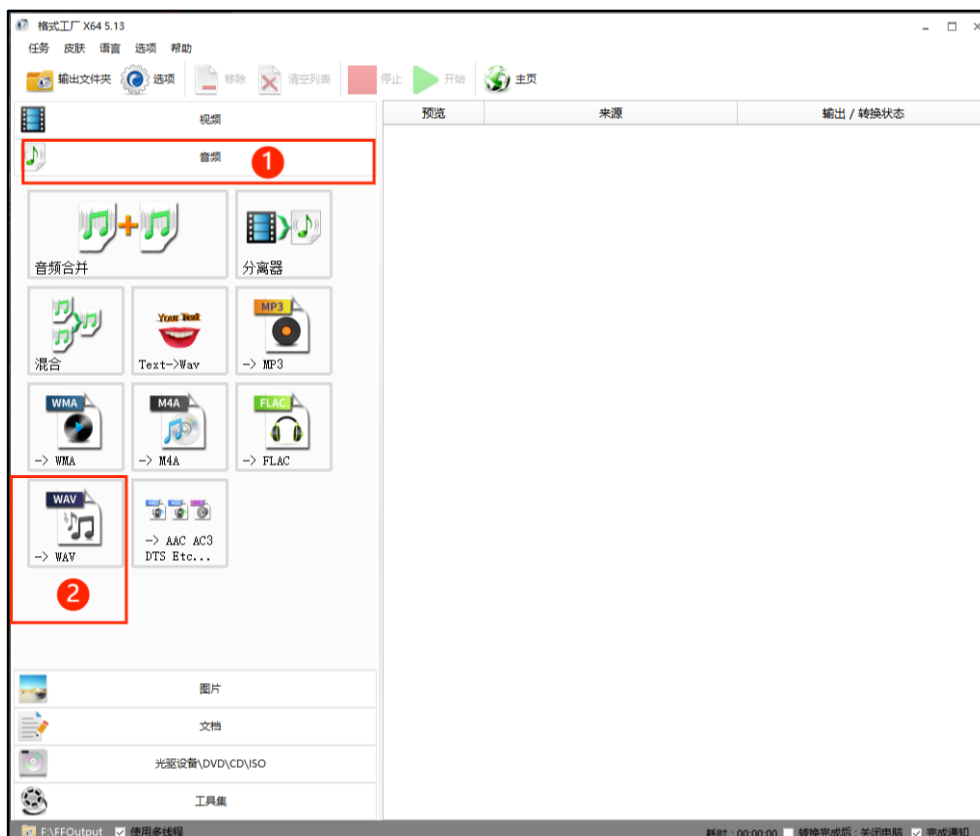 格式工厂 X64 5.13
任务 皮肤 语言 选项 帮助
输出文件夹 选项 移除 清空列表 停止 开始 主页
视频
预览 来源 输出 / 转换状态
音频
1
音频合并
分离器
Your Text
MP3
混合
Text->Wav
-> MP3
WMA
M4A
FLAC
-> WMA
-> M4A
-> FLAC
WAV
-> WAV
-> AAC AC3
DTS Etc...
2
图片
文档
光驱设备\DVD\CD\ISO
工具集
F:\FFOutput 使用多线程 耗时 : 00:00:00 转换完成后 : 关闭电脑 完成通知